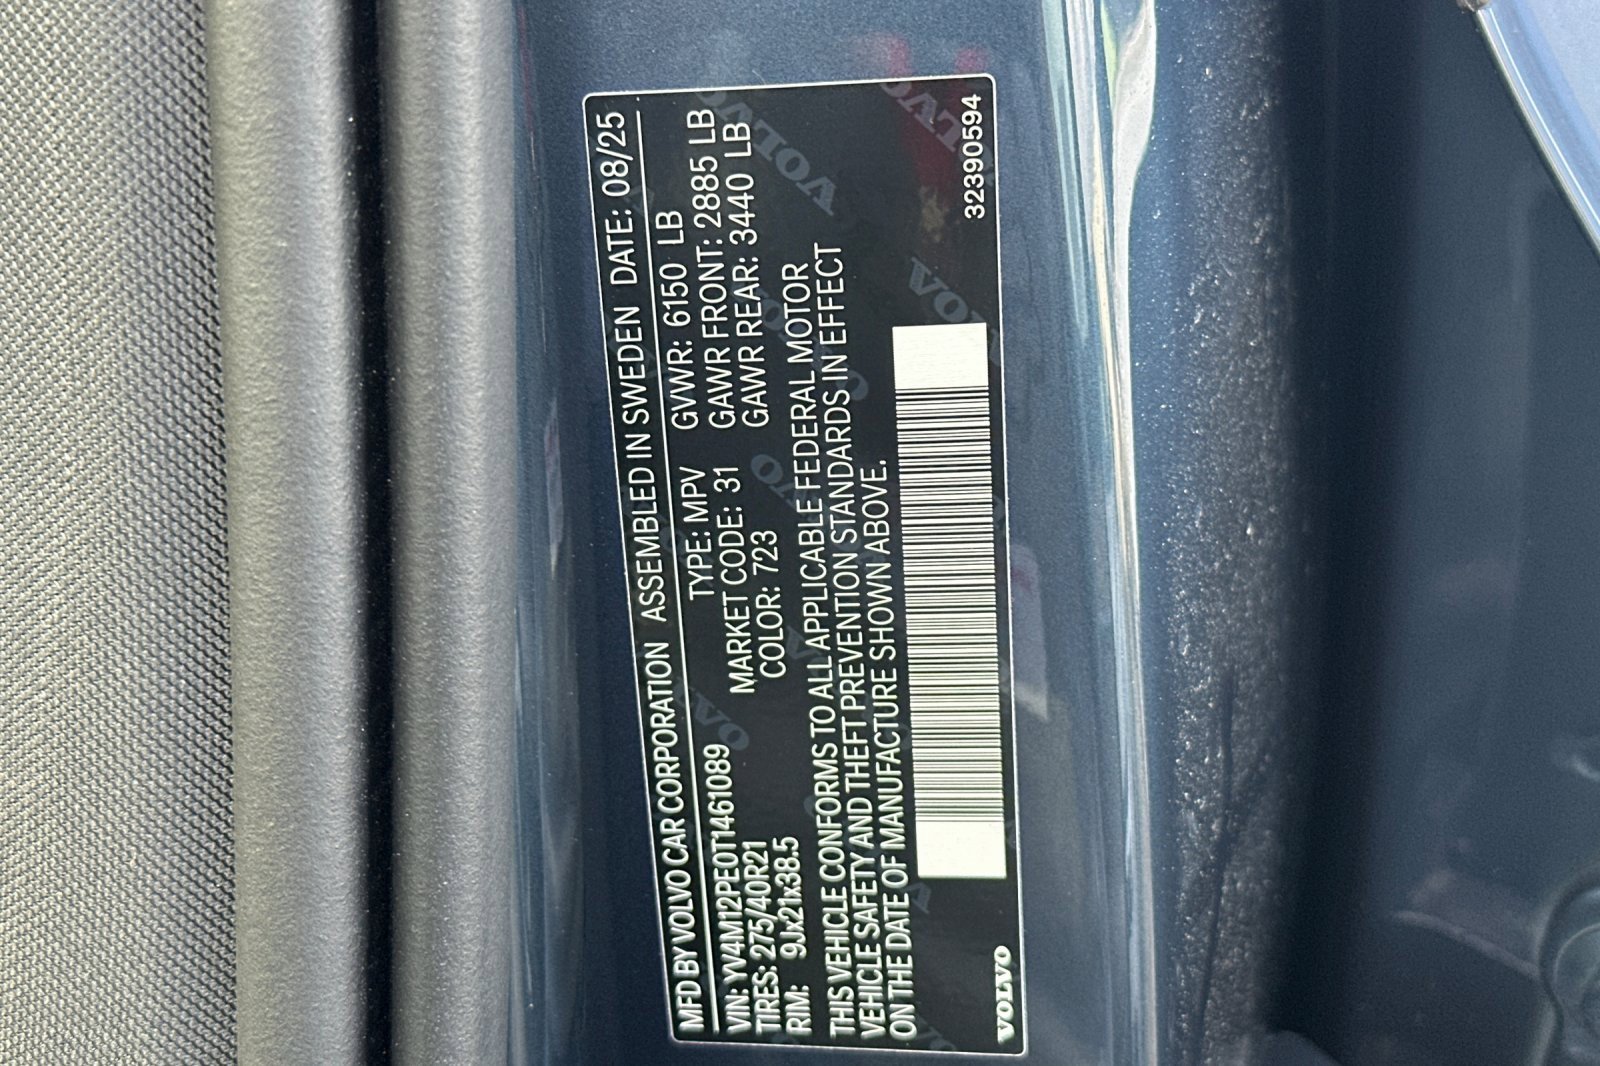 MFD BY VOLVO CAR CORPORATION ASSEMBLED IN SWEDEN DATE: 08/25
VIN: YV4M12PE0T1461089 TYPE: MPV GVWR: 6150 LB
TIRES: 275/40R21 MARKET CODE: 31 GAWR FRONT: 2885 LB
RIM: 9Jx21x38.5 COLOR: 723 GAWR REAR: 3440 LB
THIS VEHICLE CONFORMS TO ALL APPLICABLE FEDERAL MOTOR
VEHICLE SAFETY AND THEFT PREVENTION STANDARDS IN EFFECT
ON THE DATE OF MANUFACTURE SHOWN ABOVE.
VOLVO 32390594